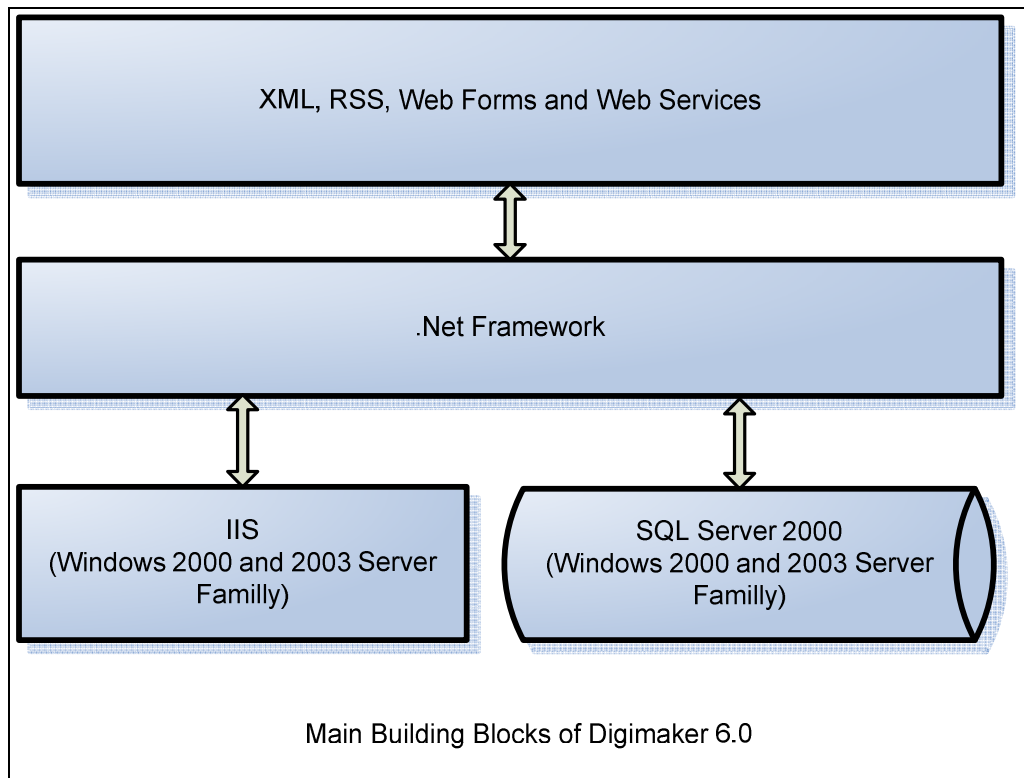 XML, RSS, Web Forms and Web Services
.Net Framework
IIS
(Windows 2000 and 2003 Server
Familly)
SQL Server 2000
(Windows 2000 and 2003 Server
Familly)
Main Building Blocks of Digimaker 6.0